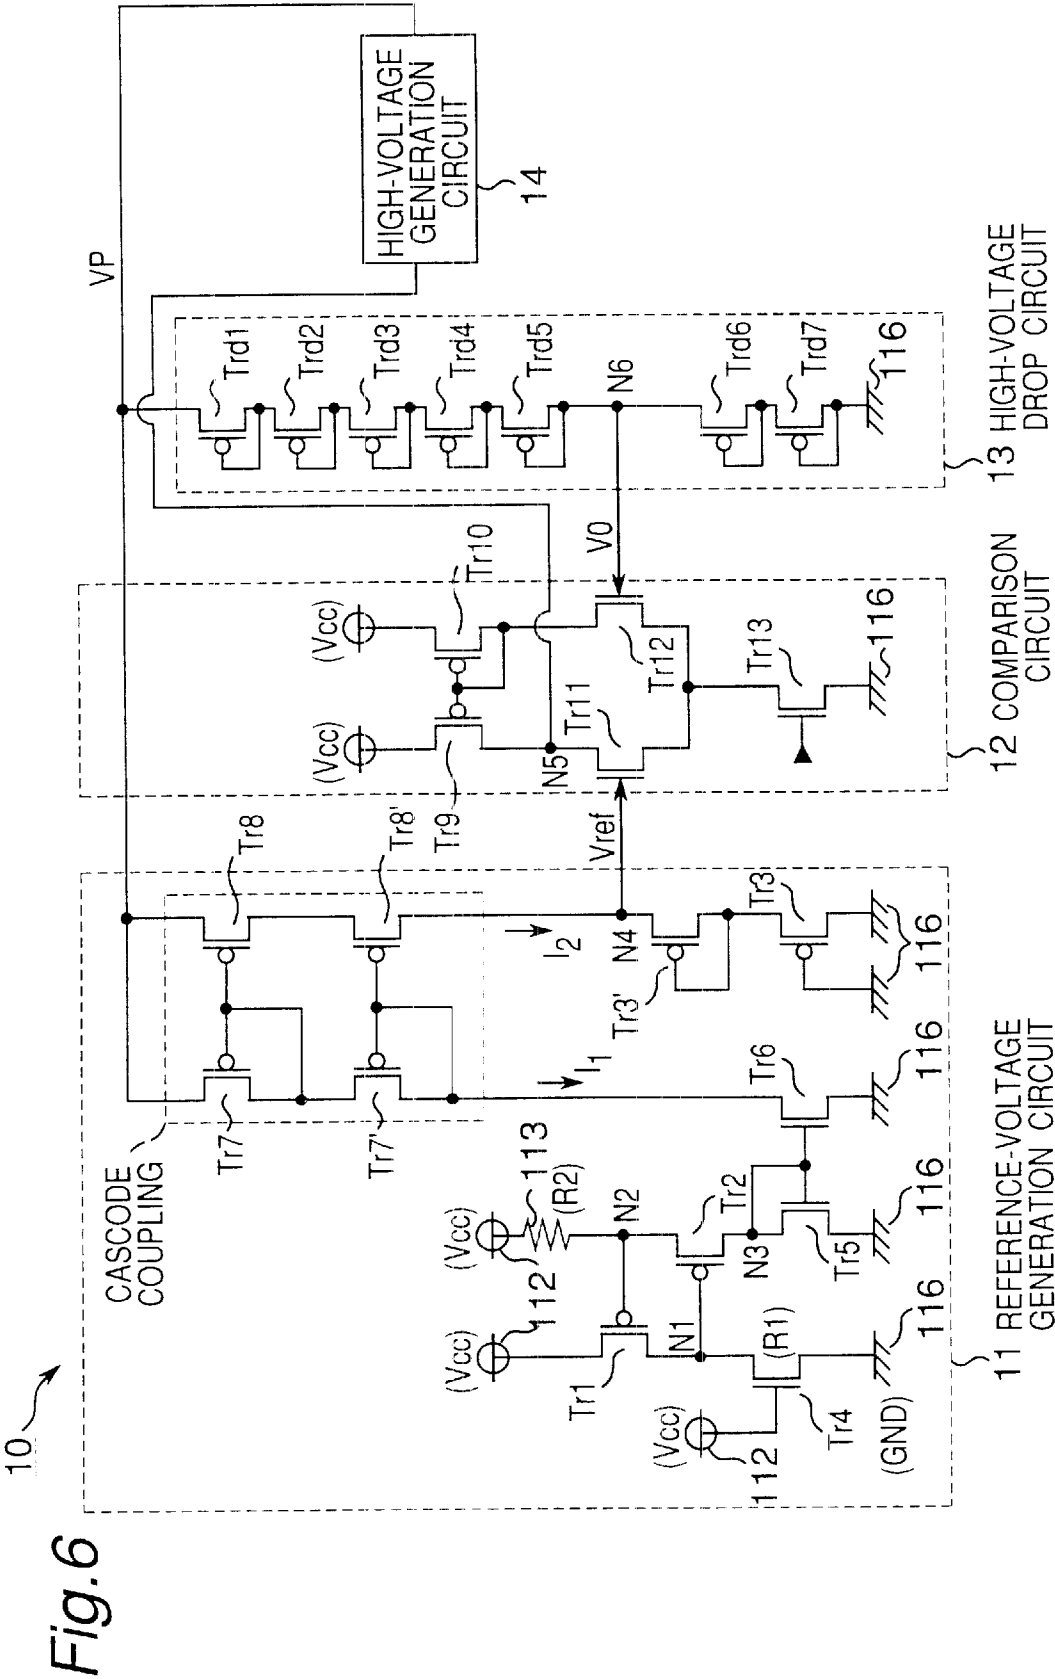 Fig.6
10
VP
HIGH-VOLTAGE
GENERATION
CIRCUIT
14
CASCODE
COUPLING
Tr7
Tr8
Tr7'
Tr8'
I1
I2
(Vcc)
112
(Vcc)
112
113
(R2)
N2
Tr1
N1
Tr2
N3
(Vcc)
112
Tr4
(R1)
(GND)
116
Tr5
116
Tr6
116
N4
Vref
Tr3'
Tr3
116
11 REFERENCE-VOLTAGE
GENERATION CIRCUIT
(Vcc)
(Vcc)
Tr9
Tr10
N5
Tr11
Tr12
V0
Tr13
116
12 COMPARISON
CIRCUIT
Trd1
Trd2
Trd3
Trd4
Trd5
N6
Trd6
Trd7
116
13 HIGH-VOLTAGE
DROP CIRCUIT